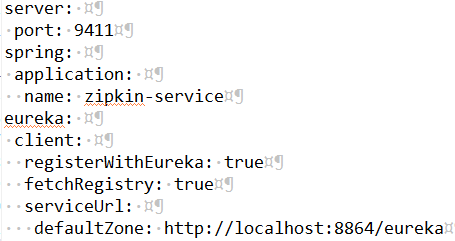 server:
 port: 9411
spring:
 application:
  name: zipkin-service
eureka:
 client:
  registerWithEureka: true
  fetchRegistry: true
  serviceUrl:
   defaultZone: http://localhost:8864/eureka